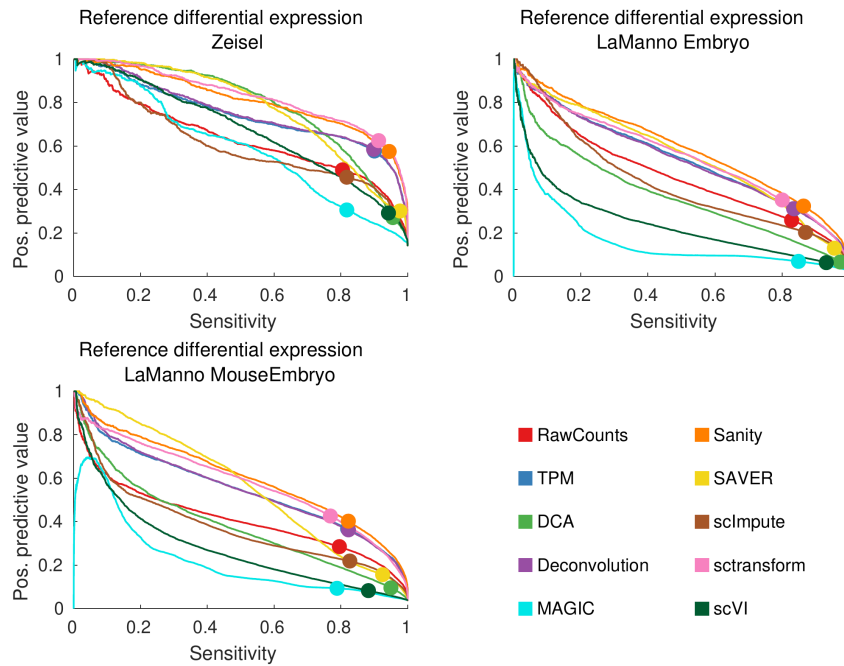 Reference differential expression
Zeisel
Pos. predictive value
1
0.8
0.6
0.4
0.2
0
0 0.2 0.4 0.6 0.8 1
Sensitivity
Reference differential expression
LaManno Embryo
Pos. predictive value
1
0.8
0.6
0.4
0.2
0
0 0.2 0.4 0.6 0.8
Sensitivity
Reference differential expression
LaManno MouseEmbryo
Pos. predictive value
1
0.8
0.6
0.4
0.2
0
0 0.2 0.4 0.6 0.8 1
Sensitivity
RawCounts
TPM
DCA
Deconvolution
MAGIC
Sanity
SAVER
scImpute
sctransform
scVI